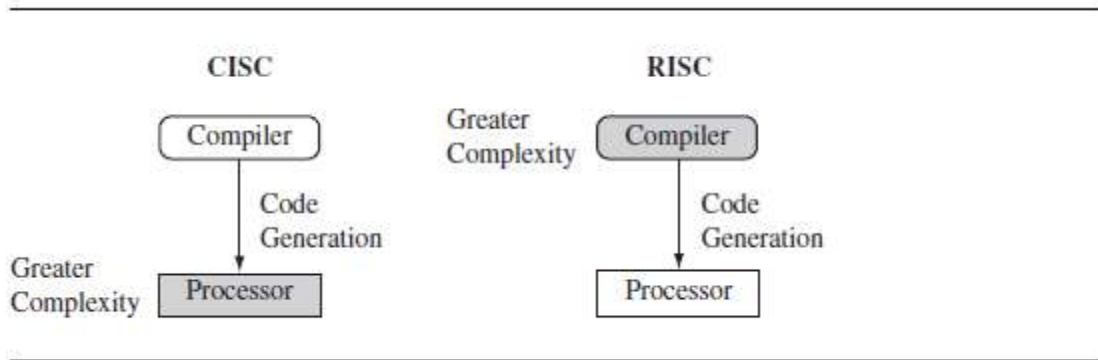 CISC
Compiler
Code
Generation
Greater
Complexity
Processor
RISC
Greater
Complexity
Compiler
Code
Generation
Processor